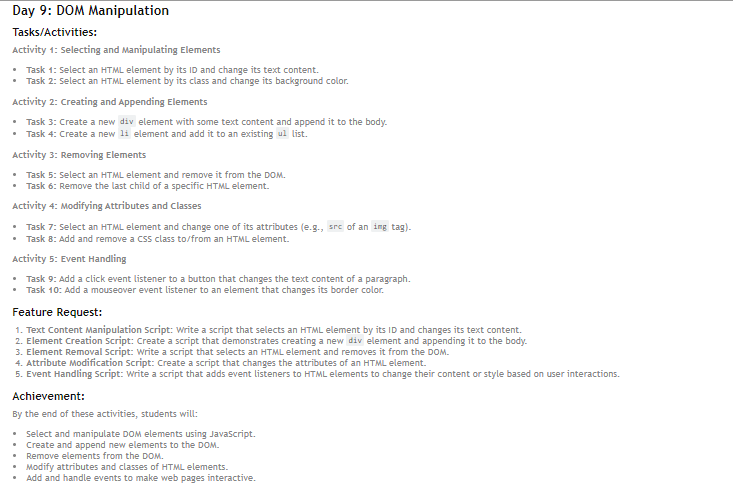 Day 9: DOM Manipulation
Tasks/Activities:
Activity 1: Selecting and Manipulating Elements
• Task 1: Select an HTML element by its ID and change its text content.
• Task 2: Select an HTML element by its class and change its background color.
Activity 2: Creating and Appending Elements
• Task 3: Create a new div element with some text content and append it to the body.
• Task 4: Create a new li element and add it to an existing ul list.
Activity 3: Removing Elements
• Task 5: Select an HTML element and remove it from the DOM.
• Task 6: Remove the last child of a specific HTML element.
Activity 4: Modifying Attributes and Classes
• Task 7: Select an HTML element and change one of its attributes (e.g., src of an img tag).
• Task 8: Add and remove a CSS class to/from an HTML element.
Activity 5: Event Handling
• Task 9: Add a click event listener to a button that changes the text content of a paragraph.
• Task 10: Add a mouseover event listener to an element that changes its border color.
Feature Request:
1. Text Content Manipulation Script: Write a script that selects an HTML element by its ID and changes its text content.
2. Element Creation Script: Create a script that demonstrates creating a new div element and appending it to the body.
3. Element Removal Script: Write a script that selects an HTML element and removes it from the DOM.
4. Attribute Modification Script: Create a script that changes the attributes of an HTML element.
5. Event Handling Script: Write a script that adds event listeners to HTML elements to change their content or style based on user interactions.
Achievement:
By the end of these activities, students will:
• Select and manipulate DOM elements using JavaScript.
• Create and append new elements to the DOM.
• Remove elements from the DOM.
• Modify attributes and classes of HTML elements.
• Add and handle events to make web pages interactive.